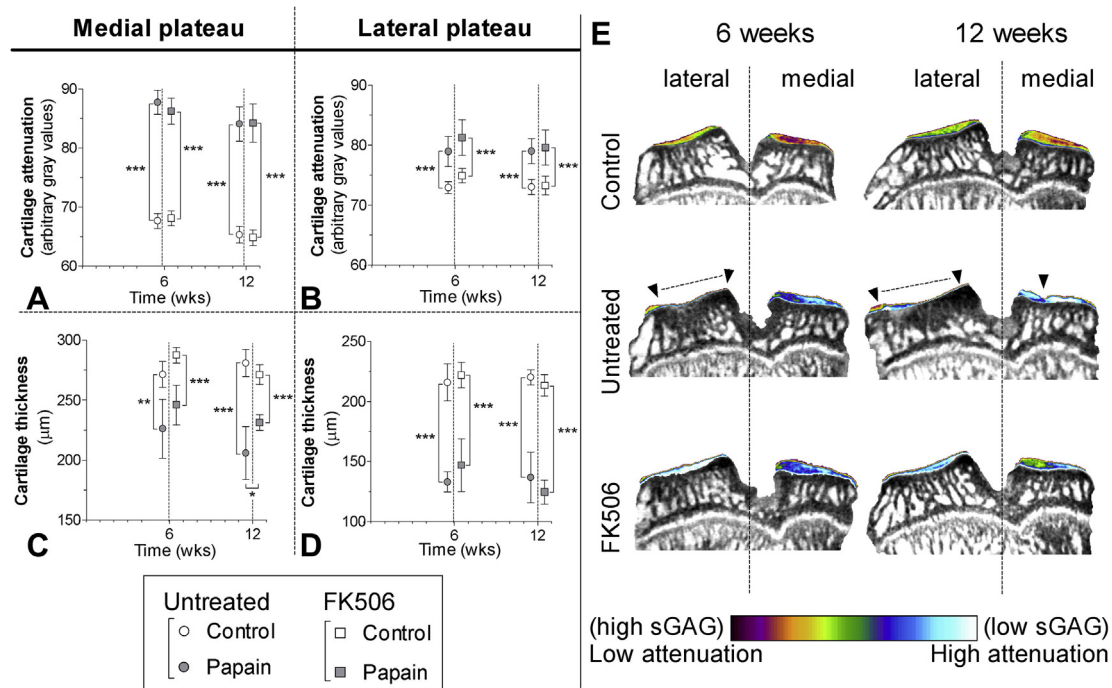 Medial plateau
Lateral plateau
Cartilage attenuation
(arbitrary gray values)
90
80
70
60
***
***
***
***
6
12
Time (wks)
A
Cartilage attenuation
(arbitrary gray values)
90
80
70
60
***
***
***
***
6
12
Time (wks)
B
Cartilage thickness
(µm)
300
250
200
150
**
***
***
***
*
6
12
Time (wks)
C
Cartilage thickness
(µm)
250
200
150
100
***
***
***
***
6
12
Time (wks)
D
Untreated
FK506
Control
Control
Papain
Papain
E
6 weeks
12 weeks
lateral
medial
lateral
medial
Control
Untreated
FK506
(high sGAG)
(low sGAG)
Low attenuation
High attenuation